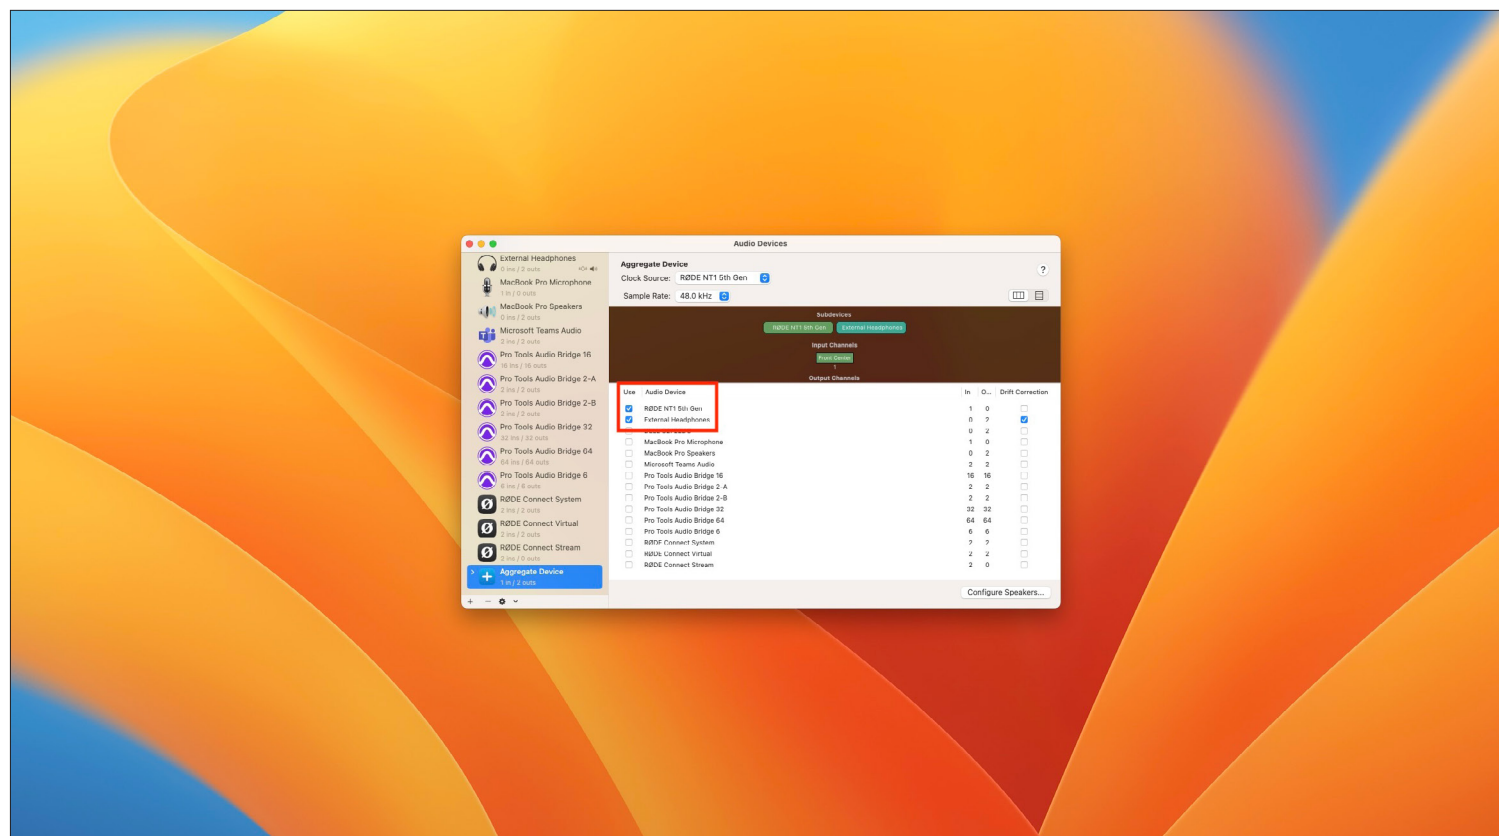 Audio Devices
External Headphones
0 ins / 2 outs
MacBook Pro Microphone
1 in / 0 outs
MacBook Pro Speakers
0 ins / 2 outs
Microsoft Teams Audio
2 ins / 2 outs
Pro Tools Audio Bridge 16
16 ins / 16 outs
Pro Tools Audio Bridge 2-A
2 ins / 2 outs
Pro Tools Audio Bridge 2-B
2 ins / 2 outs
Pro Tools Audio Bridge 32
32 ins / 32 outs
Pro Tools Audio Bridge 64
64 ins / 64 outs
Pro Tools Audio Bridge 6
6 ins / 6 outs
RØDE Connect System
2 ins / 2 outs
RØDE Connect Virtual
2 ins / 2 outs
RØDE Connect Stream
2 ins / 0 outs
Aggregate Device
1 in / 2 outs
Aggregate Device
?
Clock Source: RØDE NT1 5th Gen
Sample Rate: 48.0 kHz
Subdevices
RØDE NT1 5th Gen External Headphones
Input Channels
Front Center
1
Output Channels
Use Audio Device In O... Drift Correction
RØDE NT1 5th Gen 1 0
External Headphones 0 2
0 2
MacBook Pro Microphone 1 0
MacBook Pro Speakers 0 2
Microsoft Teams Audio 2 2
Pro Tools Audio Bridge 16 16 16
Pro Tools Audio Bridge 2-A 2 2
Pro Tools Audio Bridge 2-B 2 2
Pro Tools Audio Bridge 32 32 32
Pro Tools Audio Bridge 64 64 64
Pro Tools Audio Bridge 6 6 6
RØDE Connect System 2 2
RØDE Connect Virtual 2 2
RØDE Connect Stream 2 0
Configure Speakers...